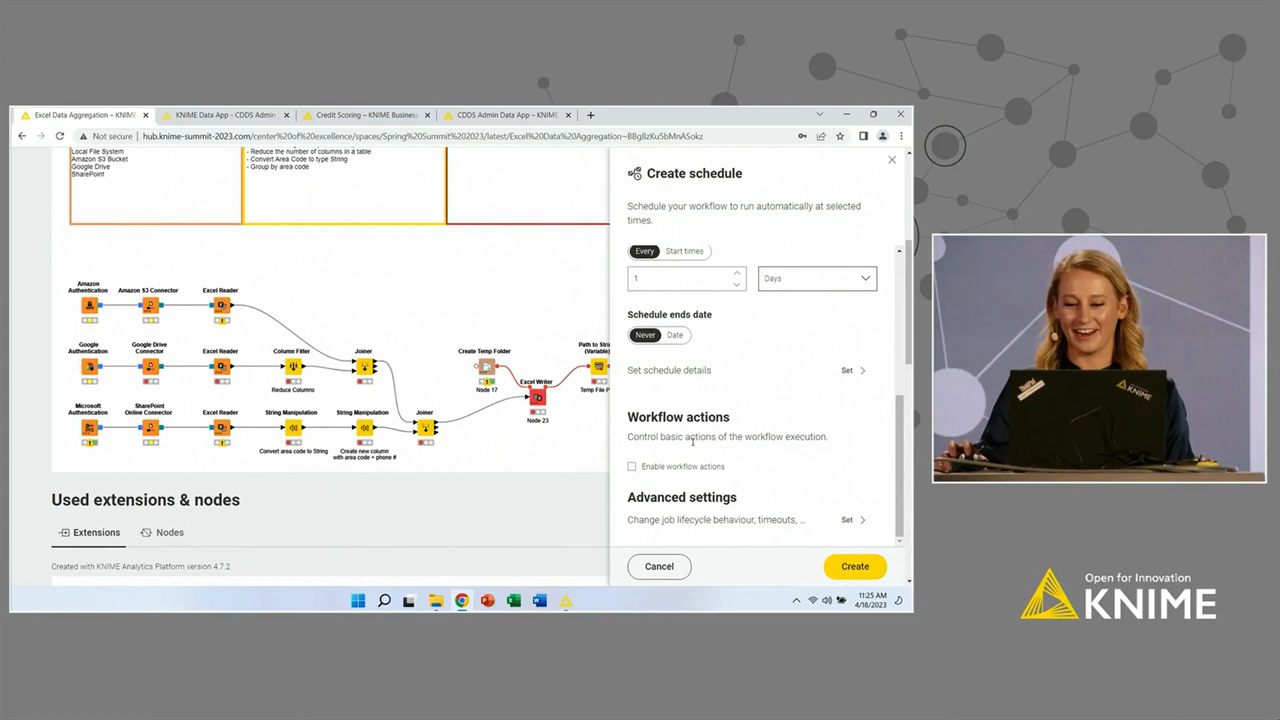 Excel Data Aggregation – KNIME
KNIME Data App - CDDS Admin
Credit Scoring – KNIME Business
CDDS Admin Data App – KNIME
Not secure
hub.knime-summit-2023.com/center%20of%20excellence/spaces/Spring%20Summit%202023/latest/Excel%20Data%20Aggregation~8Bg8zKu5bMnASokz
Local File System
Amazon S3 Bucket
Google Drive
SharePoint
- Reduce the number of columns in a table
- Convert Area Code to type String
- Group by area code
Amazon
Authentication
Amazon S3 Connector
Excel Reader
Google
Authentication
Google Drive
Connector
Excel Reader
Column Filter
Reduce Columns
Joiner
Microsoft
Authentication
SharePoint
Online Connector
Excel Reader
String Manipulation
Convert area code to String
String Manipulation
Create new column
with area code + phone #
Joiner
Create Temp Folder
Node 17
Excel Writer
Node 23
Path to Stri
(Variable)
Temp File P
Used extensions & nodes
Extensions
Nodes
Created with KNIME Analytics Platform version 4.7.2
Create schedule
Schedule your workflow to run automatically at selected
times.
Every
Start times
1
Days
Schedule ends date
Never
Date
Set schedule details
Set
Workflow actions
Control basic actions of the workflow execution.
Enable workflow actions
Advanced settings
Change job lifecycle behaviour, timeouts, ...
Set
Cancel
Create
11:25 AM
4/18/2023
KNIME
Open for Innovation
KNIME